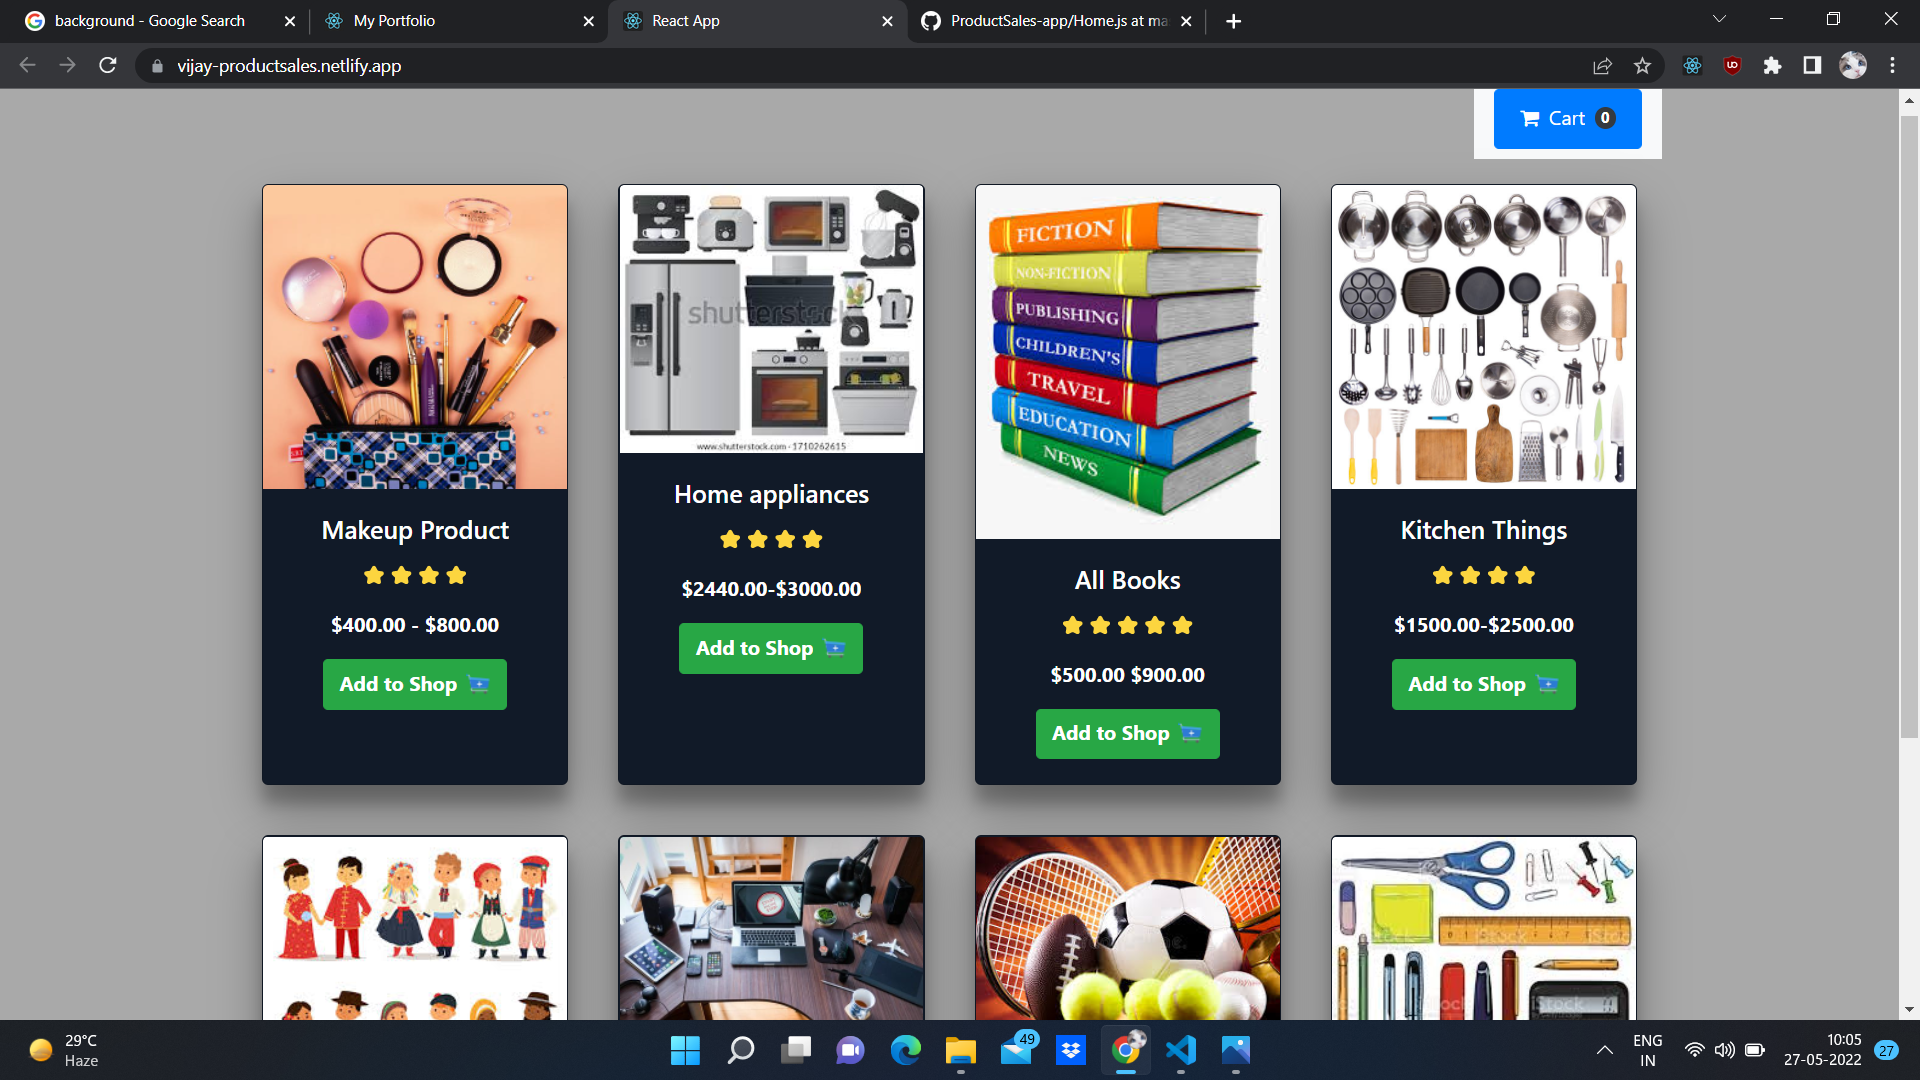 background - Google Search
My Portfolio
React App
ProductSales-app/Home.js at ma
vijay-productsales.netlify.app
Cart 0
shutterstock
www.shutterstock.com · 1710262615
FICTION
NON-FICTION
PUBLISHING
CHILDREN'S
TRAVEL
EDUCATION
NEWS
Makeup Product
$400.00 - $800.00
Add to Shop
Home appliances
$2440.00-$3000.00
Add to Shop
All Books
$500.00 $900.00
Add to Shop
Kitchen Things
$1500.00-$2500.00
Add to Shop
iStock
29°C
Haze
49
ENG
IN
10:05
27-05-2022
27